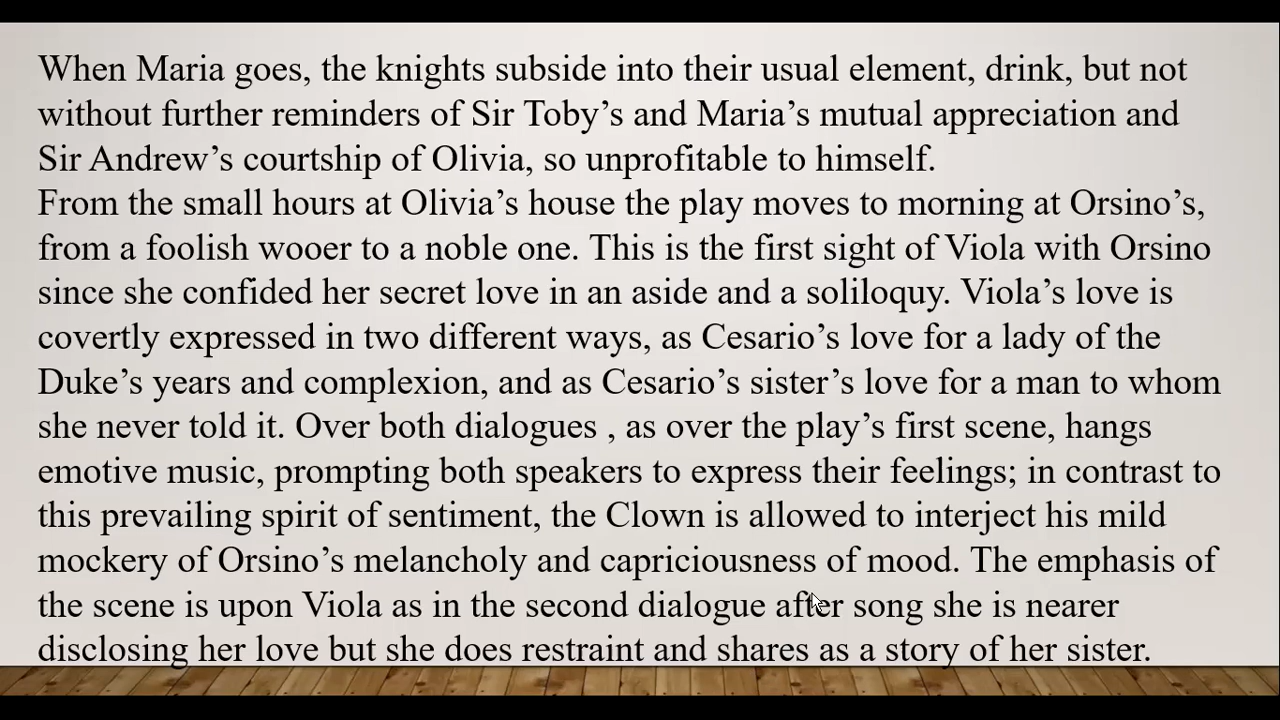 When Maria goes, the knights subside into their usual element, drink, but not
without further reminders of Sir Toby’s and Maria’s mutual appreciation and
Sir Andrew’s courtship of Olivia, so unprofitable to himself.
From the small hours at Olivia’s house the play moves to morning at Orsino’s,
from a foolish wooer to a noble one. This is the first sight of Viola with Orsino
since she confided her secret love in an aside and a soliloquy. Viola’s love is
covertly expressed in two different ways, as Cesario’s love for a lady of the
Duke’s years and complexion, and as Cesario’s sister’s love for a man to whom
she never told it. Over both dialogues , as over the play’s first scene, hangs
emotive music, prompting both speakers to express their feelings; in contrast to
this prevailing spirit of sentiment, the Clown is allowed to interject his mild
mockery of Orsino’s melancholy and capriciousness of mood. The emphasis of
the scene is upon Viola as in the second dialogue after song she is nearer
disclosing her love but she does restraint and shares as a story of her sister.